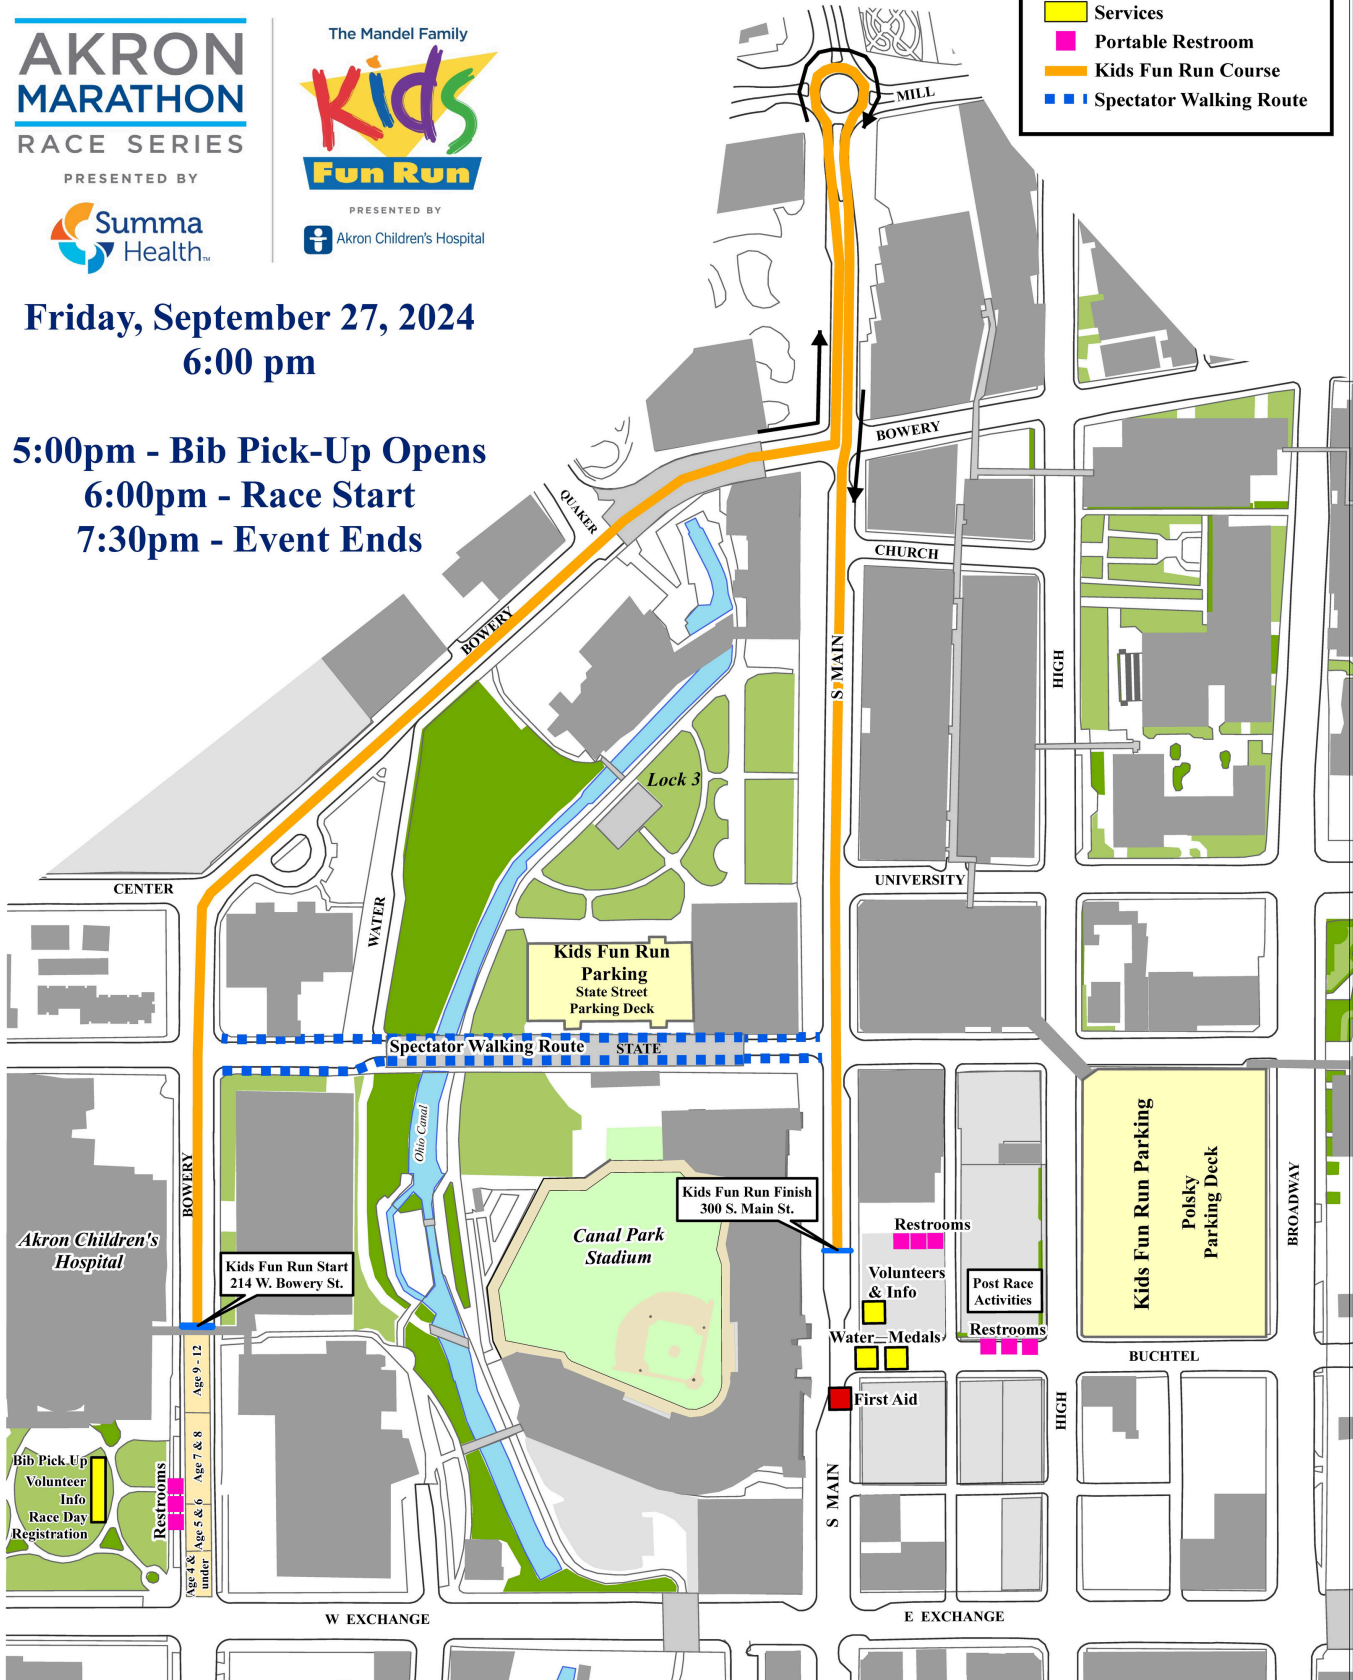 AKRON
MARATHON
RACE SERIES
PRESENTED BY
Summa
Health™
The Mandel Family
Kids
Fun Run
PRESENTED BY
Akron Children's Hospital
Friday, September 27, 2024
6:00 pm
5:00pm - Bib Pick-Up Opens
6:00pm - Race Start
7:30pm - Event Ends
Services
Portable Restroom
Kids Fun Run Course
Spectator Walking Route
MILL
BOWERY
QUAKER
CHURCH
BOWERY
S MAIN
HIGH
Lock 3
CENTER
UNIVERSITY
WATER
Kids Fun Run
Parking
State Street
Parking Deck
Spectator Walking Route
STATE
Ohio Canal
BOWERY
Akron Children's
Hospital
Kids Fun Run Start
214 W. Bowery St.
Canal Park
Stadium
Kids Fun Run Finish
300 S. Main St.
Restrooms
Volunteers
& Info
Post Race
Activities
Water
Medals
Restrooms
First Aid
Kids Fun Run Parking
Polsky
Parking Deck
BROADWAY
BUCHTEL
HIGH
S MAIN
Age 9 - 12
Age 7 & 8
Age 5 & 6
Age 4 &
under
Restrooms
Bib Pick Up
Volunteer
Info
Race Day
Registration
W EXCHANGE
E EXCHANGE